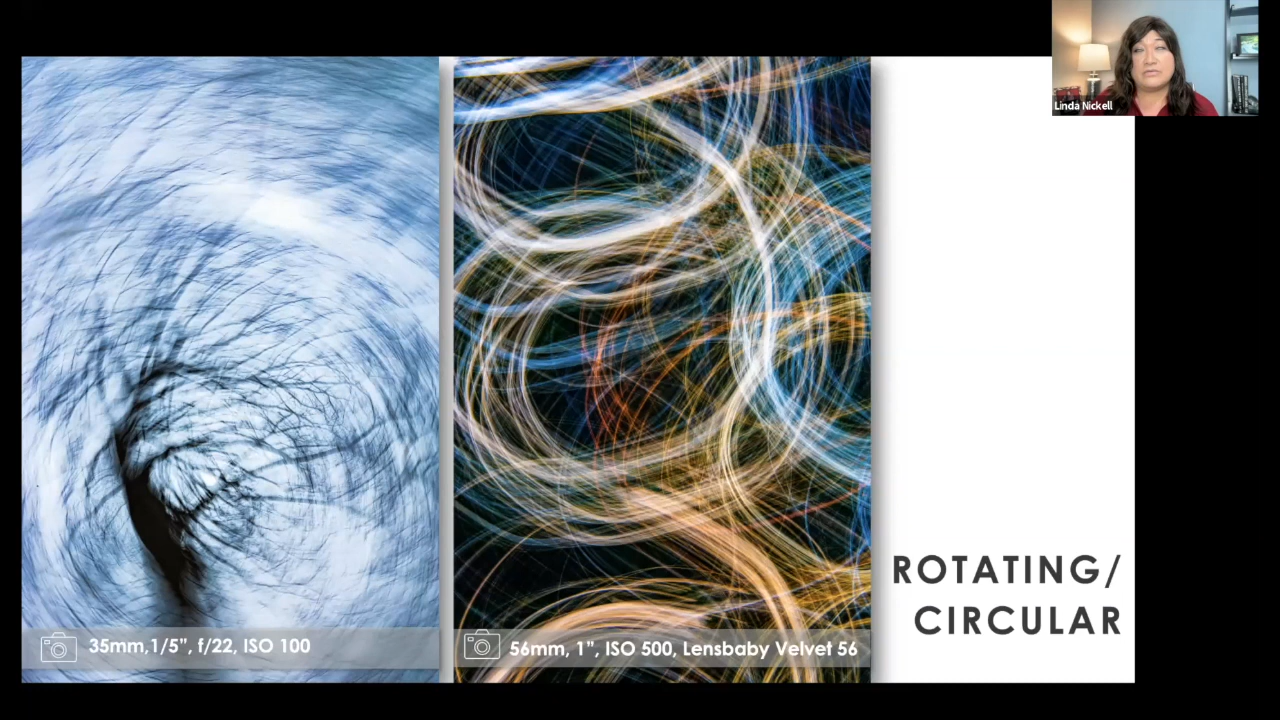 Linda Nickell
ROTATING/
CIRCULAR
35mm,1/5”, f/22, ISO 100
56mm, 1”, ISO 500, Lensbaby Velvet 56